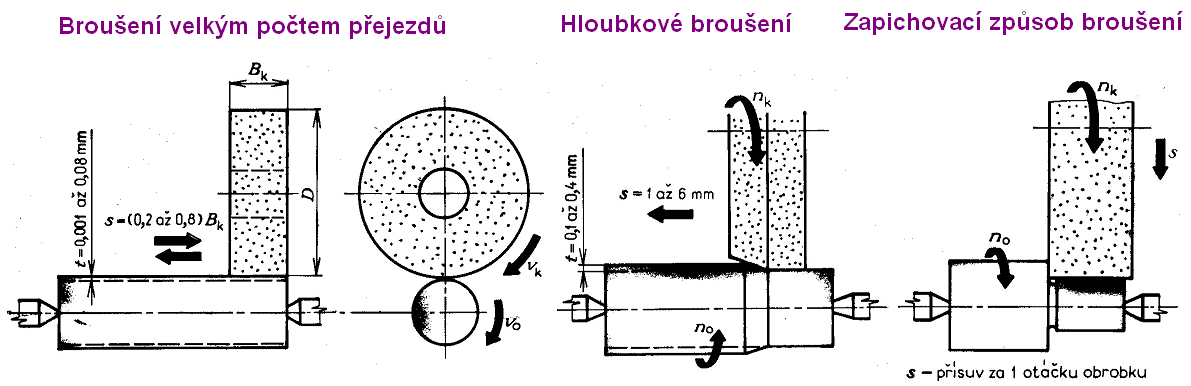 Broušení velkým počtem přejezdů
Hloubkové broušení
Zapichovací způsob broušení
Bk
t=0,001 až 0,08 mm
s=(0,2 až 0,8)Bk
D
vk
vo
nk
t=0,1 až 0,4 mm
s=1 až 6 mm
no
nk
s
no
s – přísuv za 1 otáčku obrobku